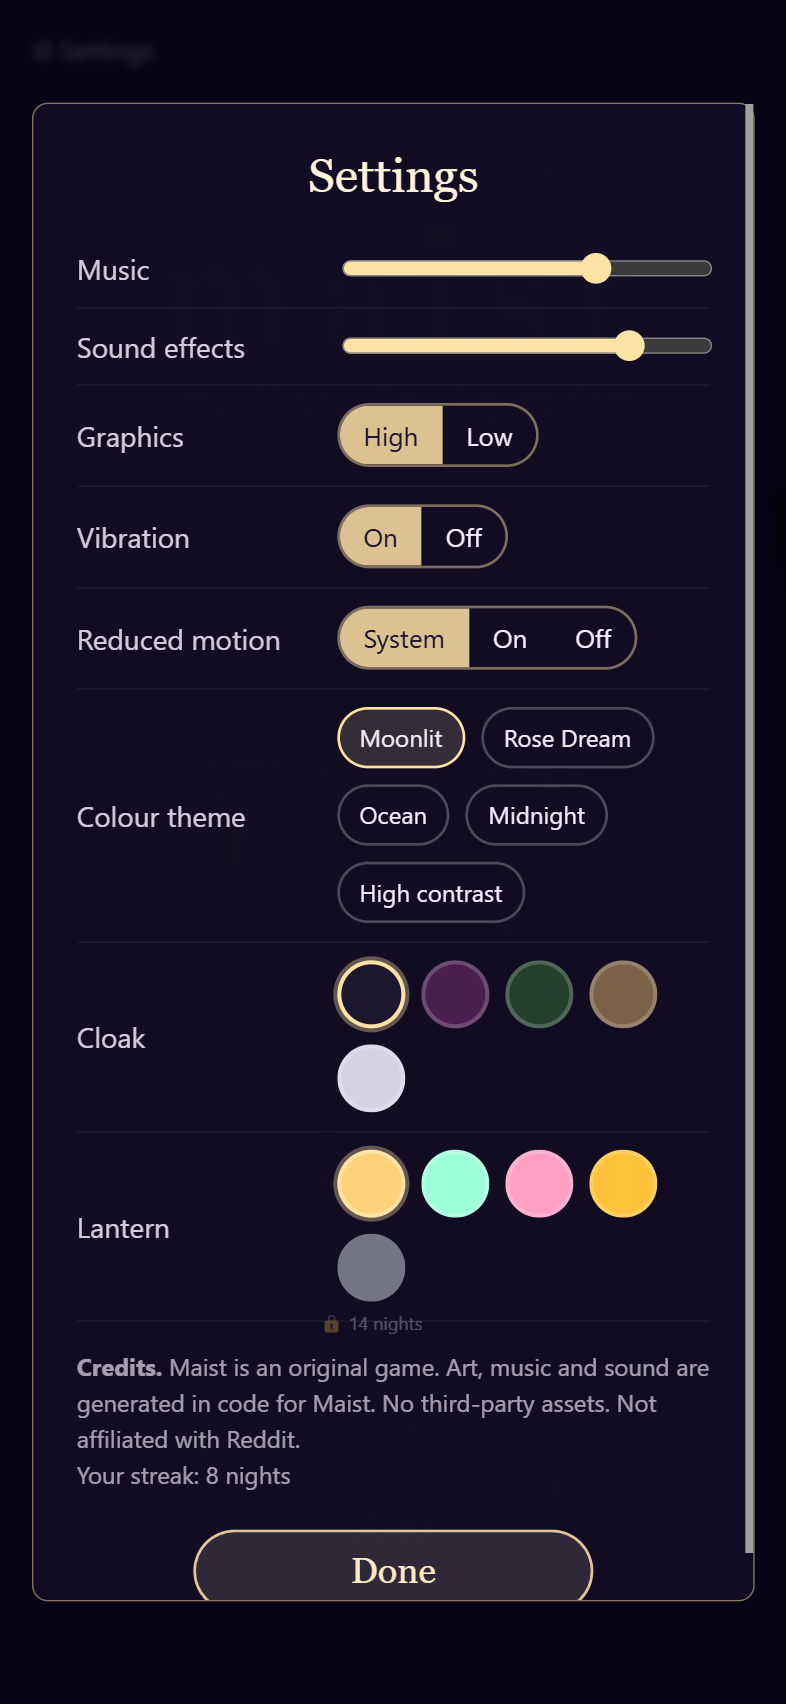 Settings
Settings
Music
Sound effects
Graphics
High
Low
Vibration
On
Off
Reduced motion
System
On
Off
Colour theme
Moonlit
Rose Dream
Ocean
Midnight
High contrast
Cloak
Lantern
14 nights
Credits. Maist is an original game. Art, music and sound are
generated in code for Maist. No third-party assets. Not
affiliated with Reddit.
Your streak: 8 nights
Done